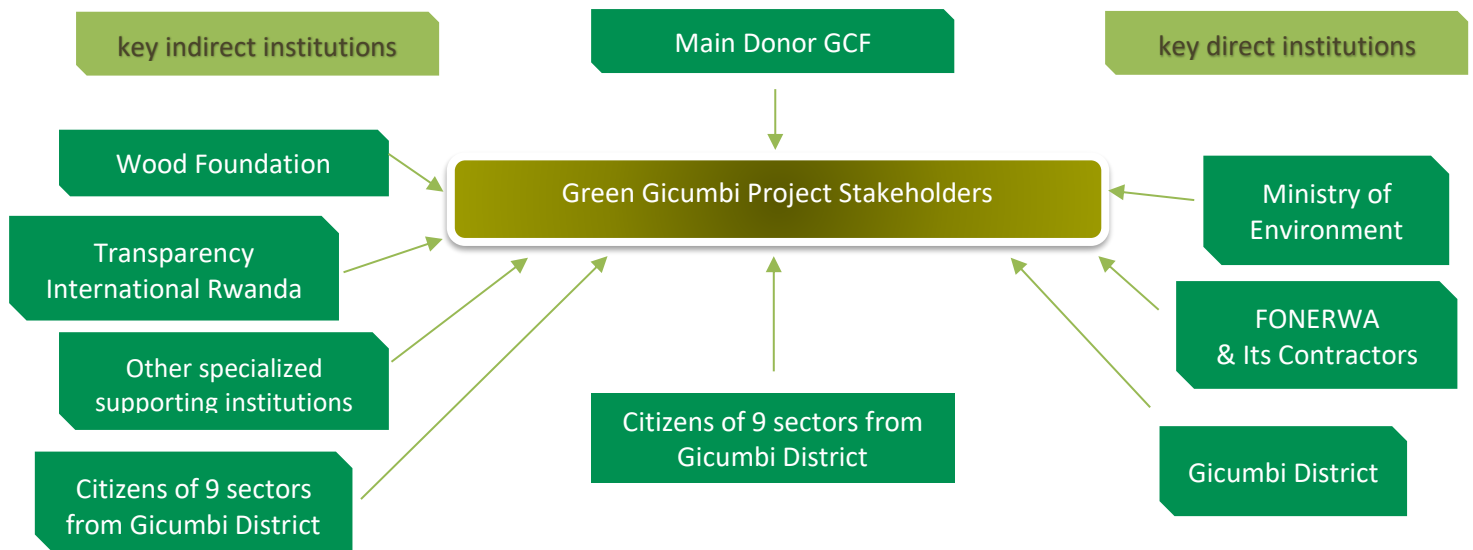 key indirect institutions
Main Donor GCF
key direct institutions
Wood Foundation
Green Gicumbi Project Stakeholders
Ministry of
Environment
Transparency
International Rwanda
FONERWA
& Its Contractors
Other specialized
supporting institutions
Citizens of 9 sectors from
Gicumbi District
Gicumbi District
Citizens of 9 sectors
from Gicumbi District